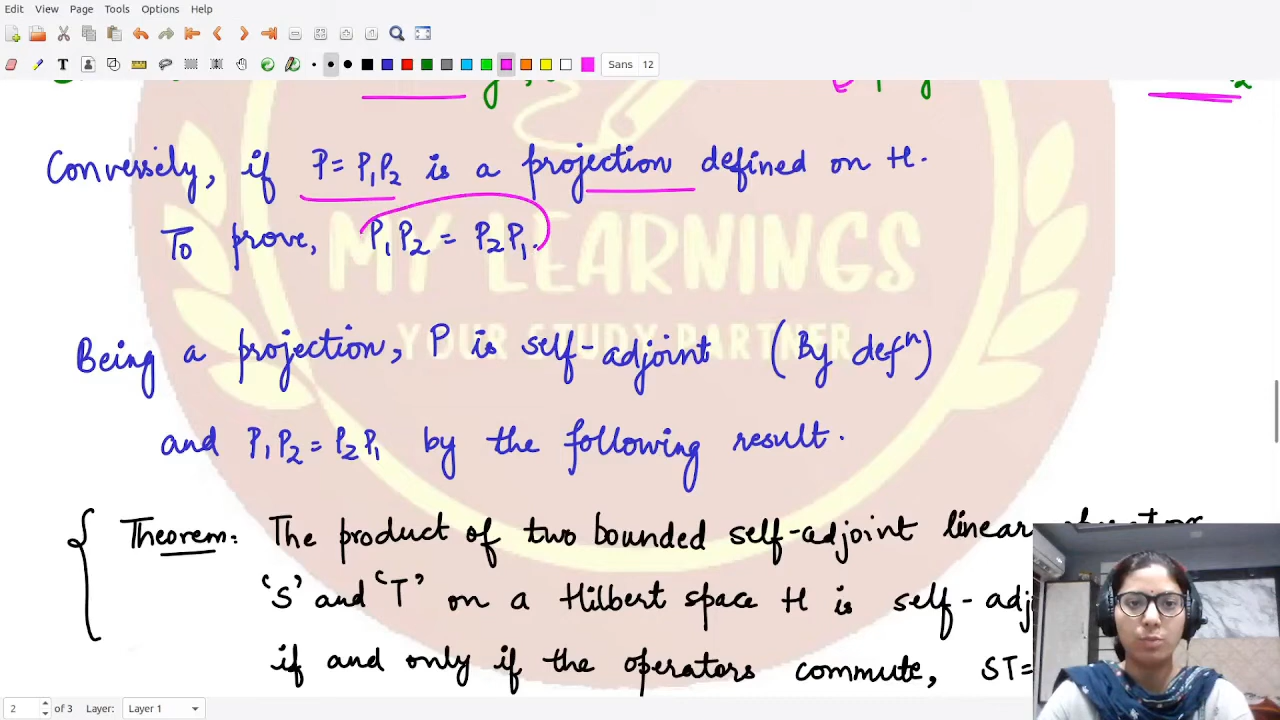 Edit View Page Tools Options Help
Sans 12
Conversely, if P = P₁P₂ is a projection defined on H.
To prove, P₁P₂ = P₂P₁.
MY LEARNINGS
YOUR STUDY PARTNER
Being a projection, P is self-adjoint (By defⁿ)
and P₁P₂ = P₂P₁ by the following result.
Theorem: The product of two bounded self-adjoint linear
'S' and 'T' on a Hilbert space H is self-adj
if and only if the operators commute, ST=
2 of 3 Layer: Layer 1